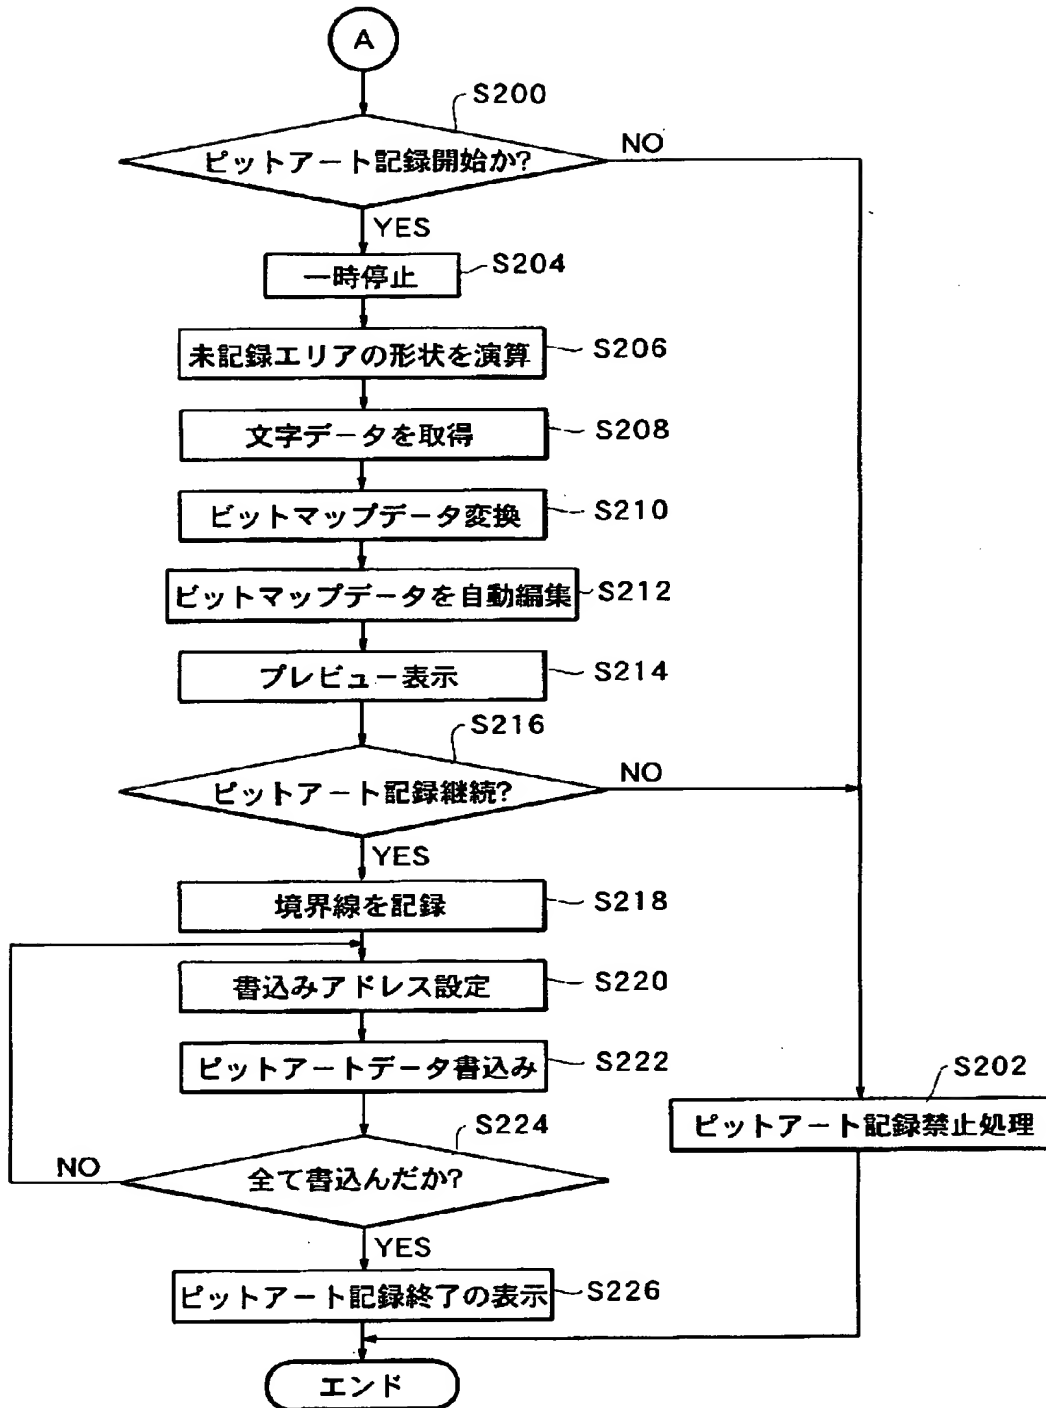 A
S200
ピットアート記録開始か?
NO
YES
一時停止
S204
未記録エリアの形状を演算
S206
文字データを取得
S208
ビットマップデータ変換
S210
ビットマップデータを自動編集
S212
プレビュー表示
S214
S216
ピットアート記録継続?
NO
YES
境界線を記録
S218
書込みアドレス設定
S220
ピットアートデータ書込み
S222
S202
ピットアート記録禁止処理
S224
全て書込んだか?
NO
YES
ピットアート記録終了の表示
S226
エンド